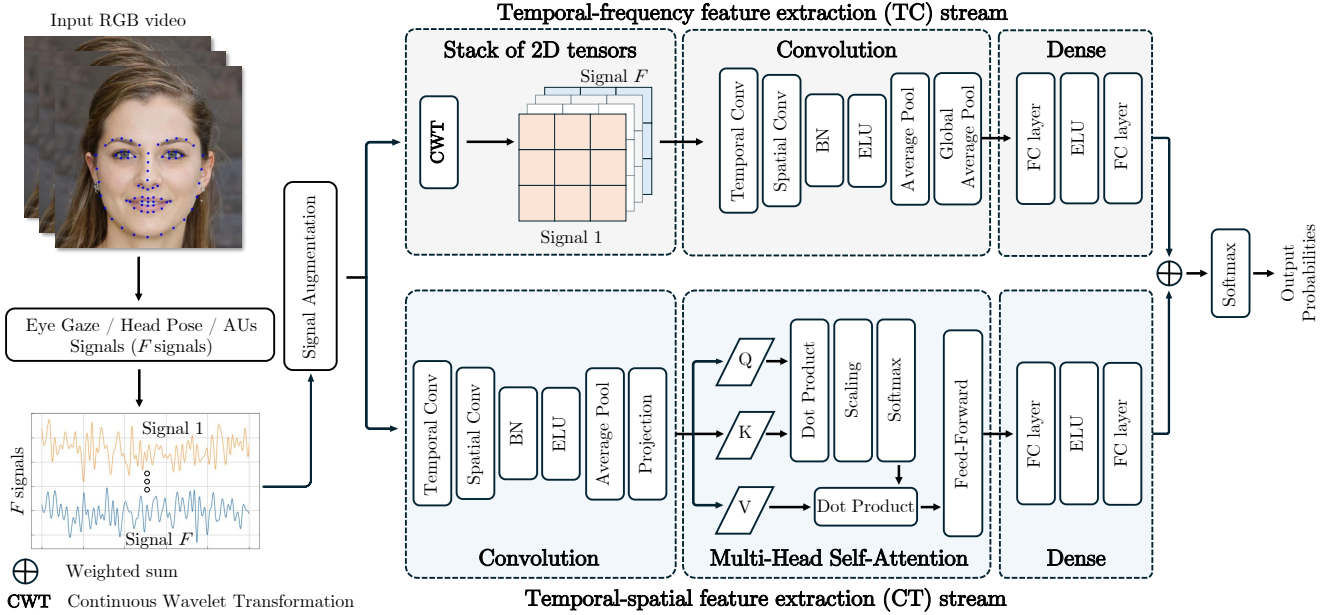 Input RGB video
Eye Gaze / Head Pose / AUs
Signals (F signals)
F signals
Signal 1
Signal F
Weighted sum
CWT Continuous Wavelet Transformation
Signal Augmentation
Temporal-frequency feature extraction (TC) stream
Stack of 2D tensors
CWT
Signal F
Signal 1
Convolution
Temporal Conv
Spatial Conv
BN
ELU
Average Pool
Global
Average Pool
Dense
FC layer
ELU
FC layer
Temporal Conv
Spatial Conv
BN
ELU
Average Pool
Projection
Convolution
Q
K
V
Dot Product
Scaling
Softmax
Dot Product
Feed-Forward
Multi-Head Self-Attention
FC layer
ELU
FC layer
Dense
Temporal-spatial feature extraction (CT) stream
Softmax
Output
Probabilities